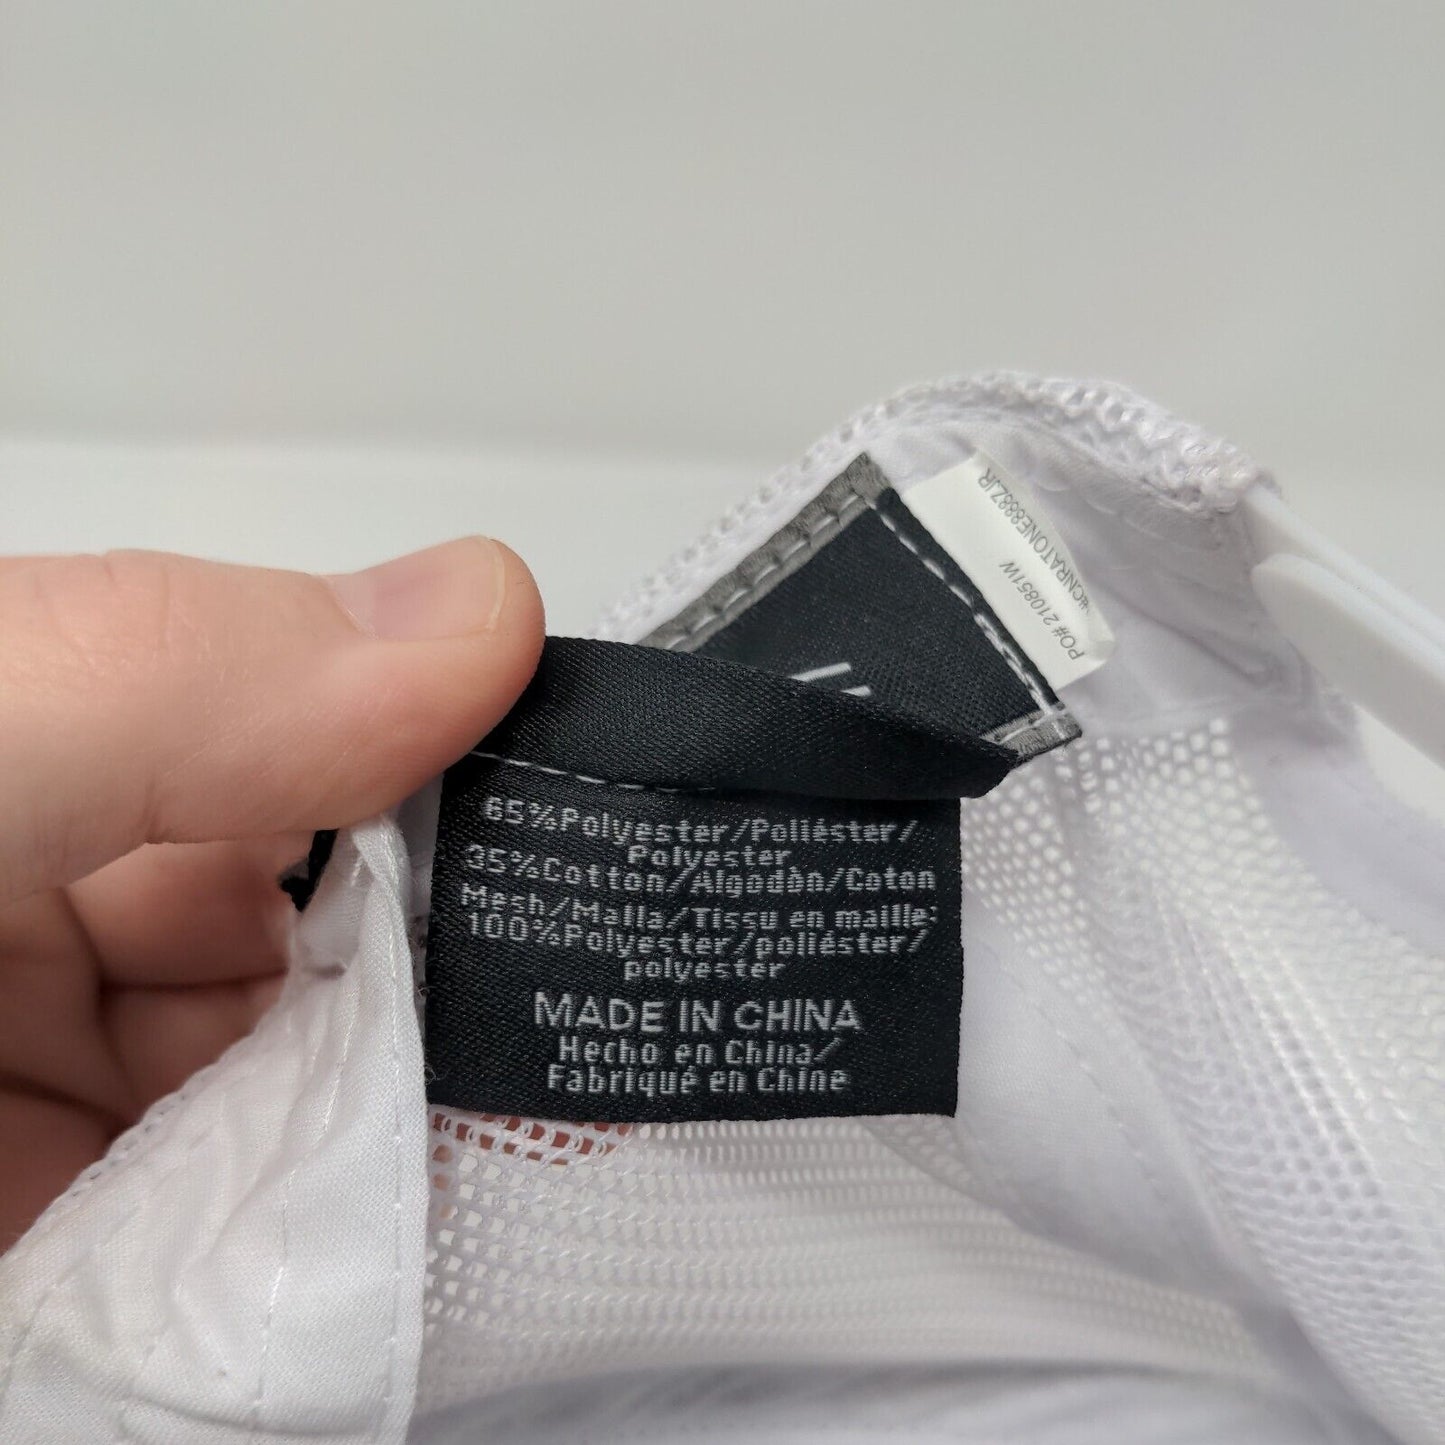 65%Polyester/Poliéster/
Polyester
35%Cotton/Algodòn/Coton
Mesh/Malla/Tissu en maille:
100%Polyester/poliéster/
polyester
MADE IN CHINA
Hecho en China/
Fabriqué en Chine
PO# 210851W